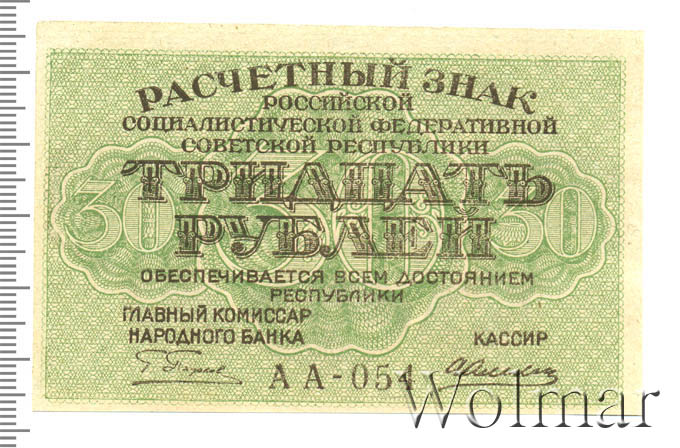 РАСЧЕТНЫЙ ЗНАК
РОССИЙСКОЙ
СОЦИАЛИСТИЧЕСКОЙ ФЕДЕРАТИВНОЙ
СОВЕТСКОЙ РЕСПУБЛИКИ
30 ТРИДЦАТЬ 30 30
РУБЛЕЙ
ОБЕСПЕЧИВАЕТСЯ ВСЕМ ДОСТОЯНИЕМ
РЕСПУБЛИКИ
ГЛАВНЫЙ КОМИССАР
НАРОДНОГО БАНКА
КАССИР
АА-054
Wolmar